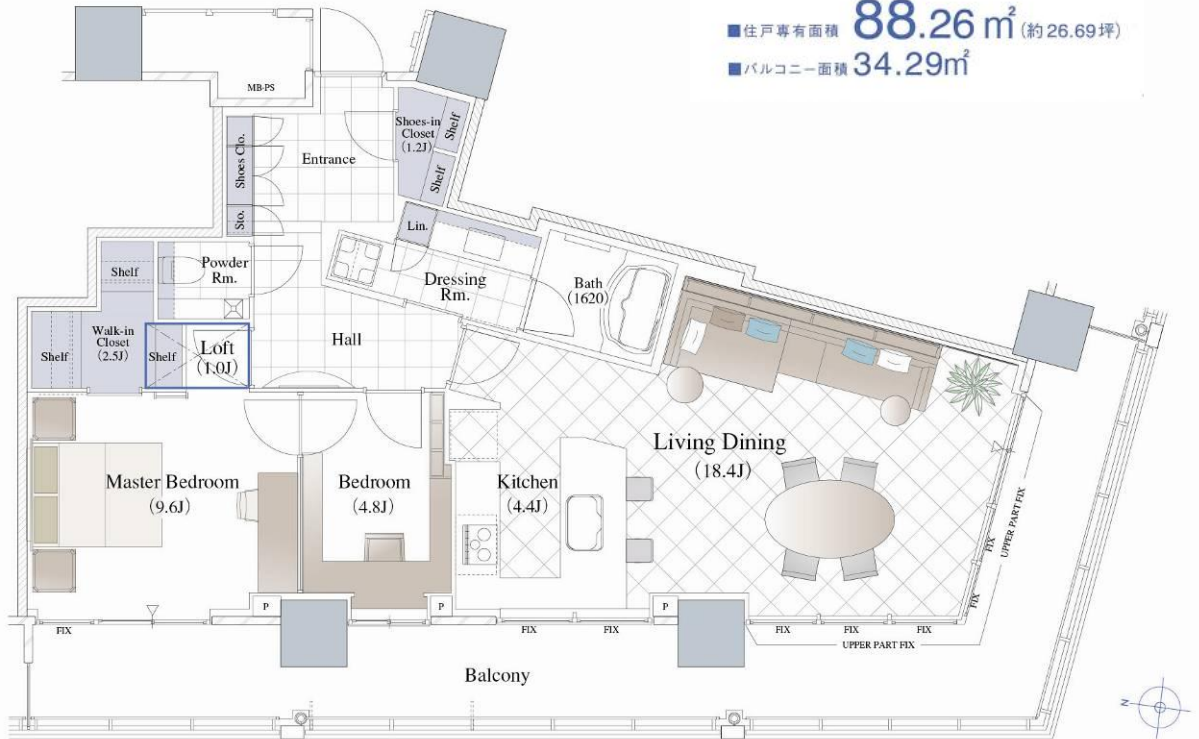 ■住戸専有面積 88.26㎡(約26.69坪)
■バルコニー面積 34.29㎡
MB·PS
Entrance
Shoes-in
Closet
(1.2J)
Shelf
Shelf
Shoes Clo.
Sto.
Lin.
Powder
Rm.
Dressing
Rm.
Bath
(1620)
Shelf
Walk-in
Closet
(2.5J)
Shelf
Shelf
Loft
(1.0J)
Hall
Master Bedroom
(9.6J)
Bedroom
(4.8J)
Kitchen
(4.4J)
Living Dining
(18.4J)
FIX
FIX
UPPER PART FIX
P
P
P
FIX
FIX
FIX
FIX
FIX
FIX
UPPER PART FIX
Balcony
N